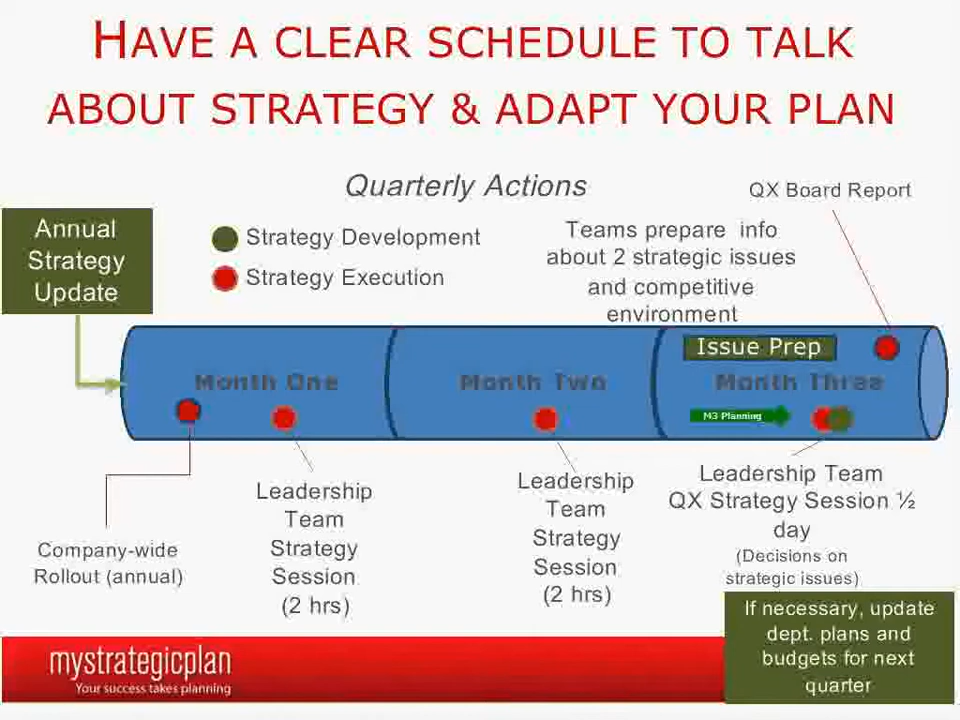 HAVE A CLEAR SCHEDULE TO TALK
ABOUT STRATEGY & ADAPT YOUR PLAN
Quarterly Actions
QX Board Report
Annual
Strategy
Update
Strategy Development
Strategy Execution
Teams prepare info
about 2 strategic issues
and competitive
environment
Issue Prep
Month One
Month Two
Month Three
M3 Planning
Company-wide
Rollout (annual)
Leadership
Team
Strategy
Session
(2 hrs)
Leadership
Team
Strategy
Session
(2 hrs)
Leadership Team
QX Strategy Session ½
day
(Decisions on
strategic issues)
If necessary, update
dept. plans and
budgets for next
quarter
mystrategicplan
Your success takes planning